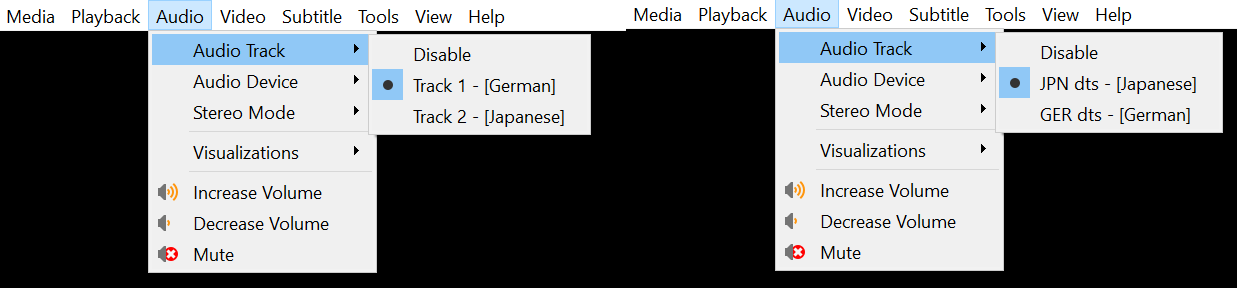 Media Playback Audio Video Subtitle Tools View Help
Audio Track
Audio Device
Stereo Mode
Visualizations
Increase Volume
Decrease Volume
Mute
Disable
Track 1 - [German]
Track 2 - [Japanese]
Media Playback Audio Video Subtitle Tools View Help
Audio Track
Audio Device
Stereo Mode
Visualizations
Increase Volume
Decrease Volume
Mute
Disable
JPN dts - [Japanese]
GER dts - [German]